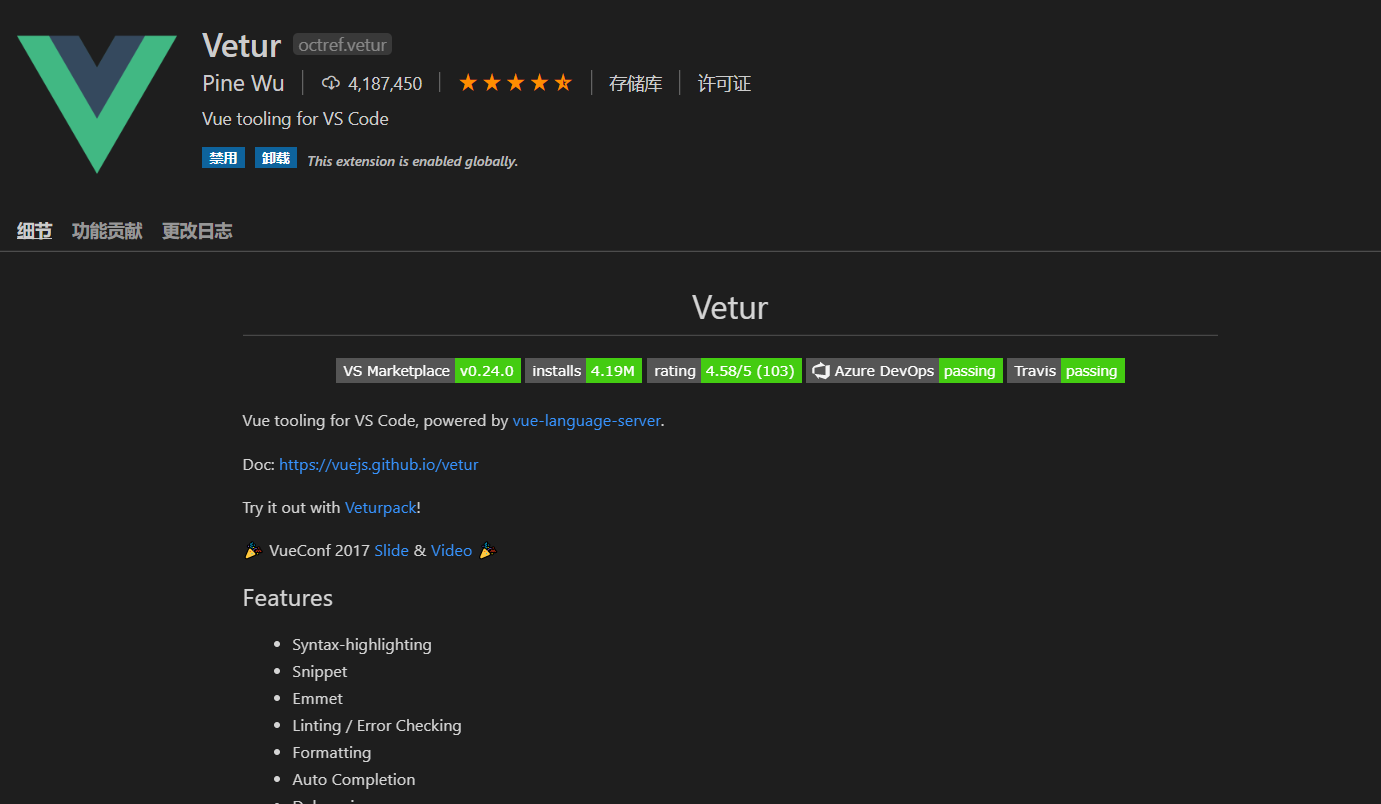 Vetur octref.vetur
Pine Wu 4,187,450 存储库 许可证
Vue tooling for VS Code
禁用 卸载 This extension is enabled globally.
细节 功能贡献 更改日志
Vetur
VS Marketplace v0.24.0 installs 4.19M rating 4.58/5 (103) Azure DevOps passing Travis passing
Vue tooling for VS Code, powered by vue-language-server.
Doc: https://vuejs.github.io/vetur
Try it out with Veturpack!
🎉 VueConf 2017 Slide & Video 🎉
Features
• Syntax-highlighting
• Snippet
• Emmet
• Linting / Error Checking
• Formatting
• Auto Completion